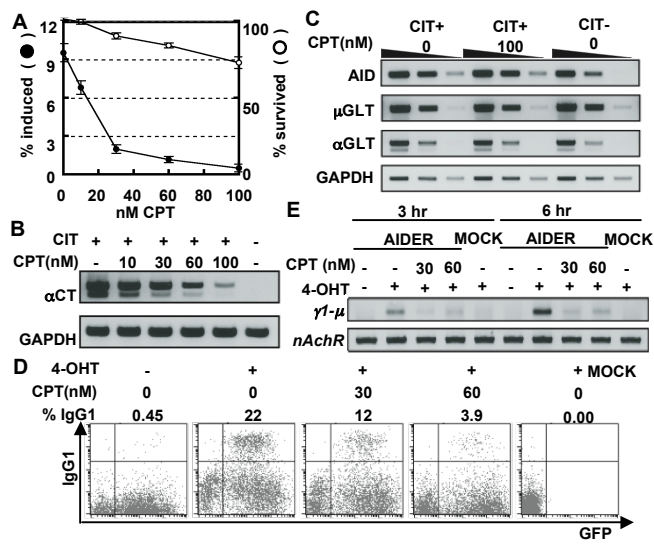 A
% induced ( ● )
12
9
6
3
0
100
50
0
% survived ( O )
0 20 40 60 80 100
nM CPT
B
CIT + + + + + -
CPT(nM) - 10 30 60 100 -
αCT
GAPDH
C
CIT+ CIT+ CIT-
CPT(nM) 0 100 0
AID
μGLT
αGLT
GAPDH
E
3 hr 6 hr
AIDER MOCK AIDER MOCK
CPT (nM) - - 30 60 - - - 30 60 -
4-OHT - + + + + - + + + +
γ1-μ
nAchR
D
4-OHT - + + + + MOCK
CPT(nM) 0 0 30 60 0
% IgG1 0.45 22 12 3.9 0.00
IgG1
GFP